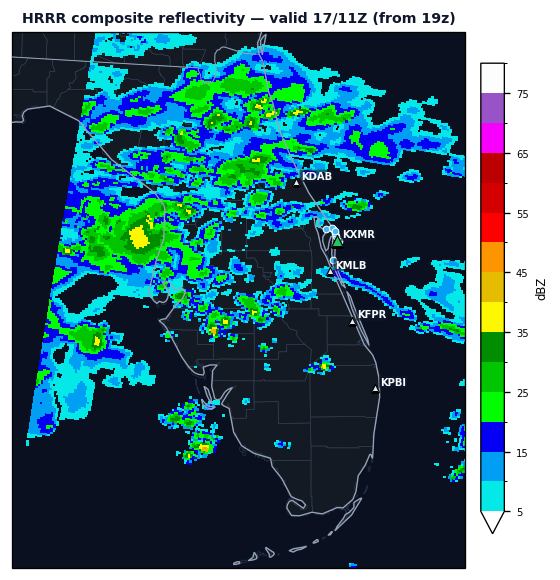 HRRR composite reflectivity — valid 17/11Z (from 19z)
KDAB
KXMR
KMLB
KFPR
KPBI
75
65
55
45
35
25
15
5
dBZ